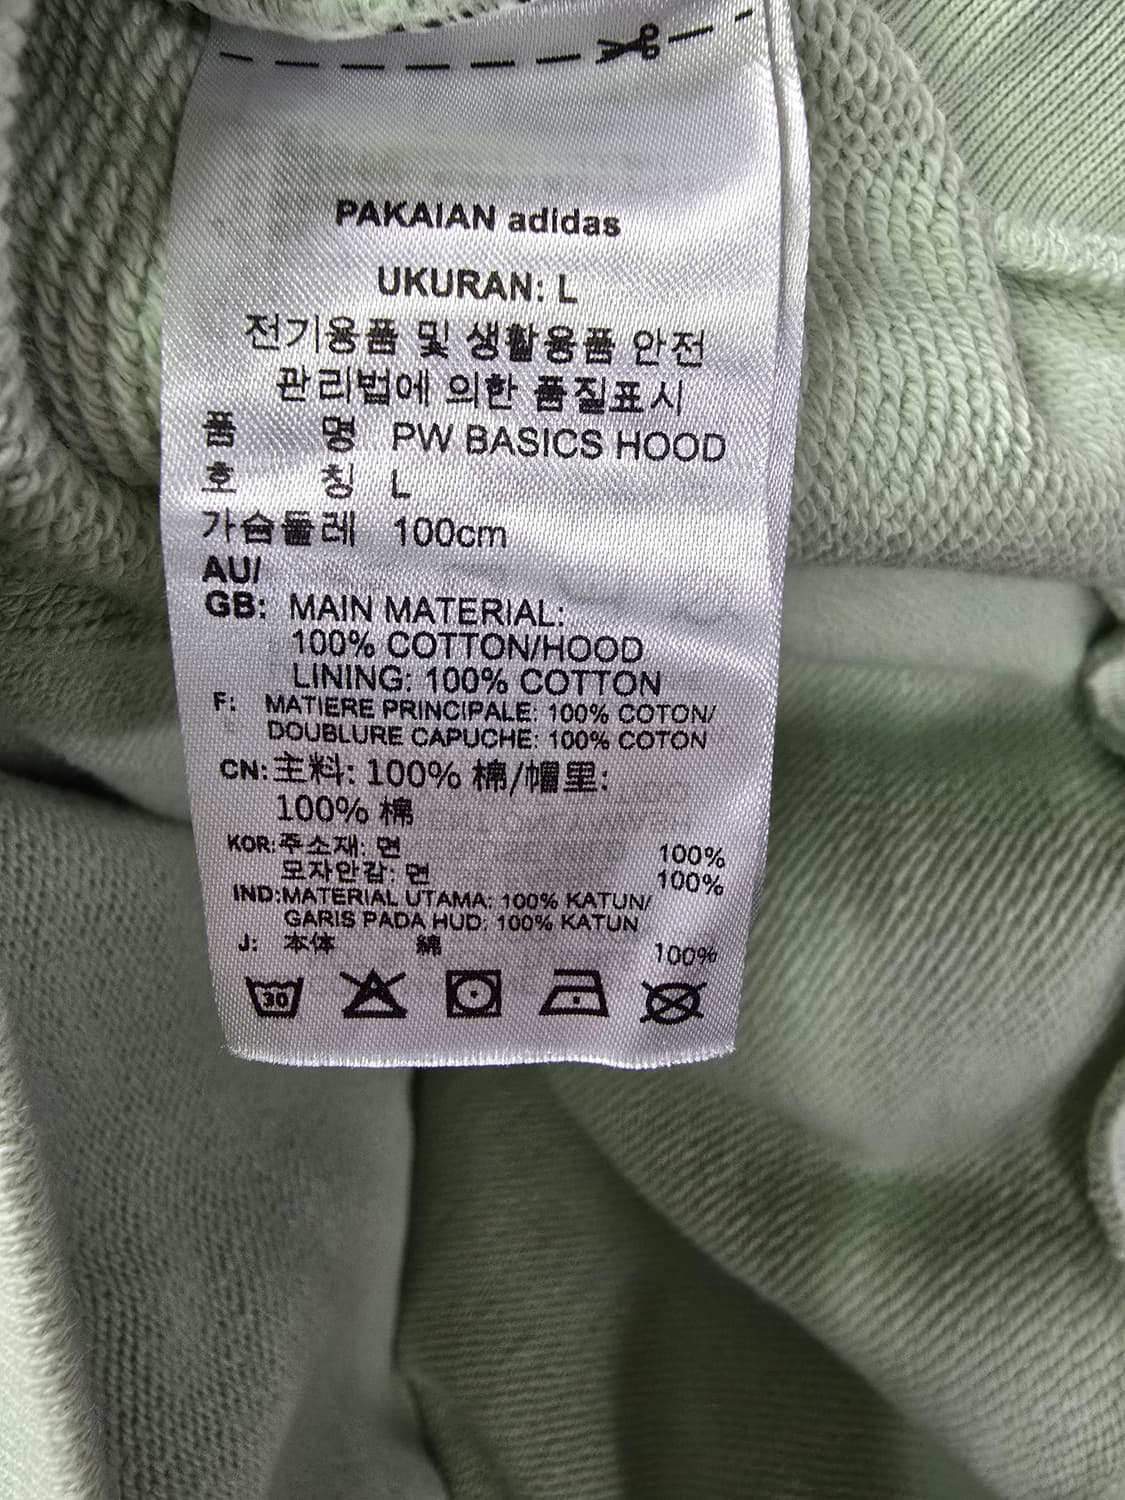 PAKAIAN adidas
UKURAN: L
전기용품 및 생활용품 안전
관리법에 의한 품질표시
품 명 PW BASICS HOOD
호 칭 L
가슴둘레 100cm
AU/
GB: MAIN MATERIAL:
100% COTTON/HOOD
LINING: 100% COTTON
F: MATIERE PRINCIPALE: 100% COTON/
DOUBLURE CAPUCHE: 100% COTON
CN: 主料: 100% 棉/帽里:
100% 棉
KOR: 주소재: 면 100%
모자안감: 면 100%
IND: MATERIAL UTAMA: 100% KATUN/
GARIS PADA HUD: 100% KATUN
J: 本体 綿 100%
30